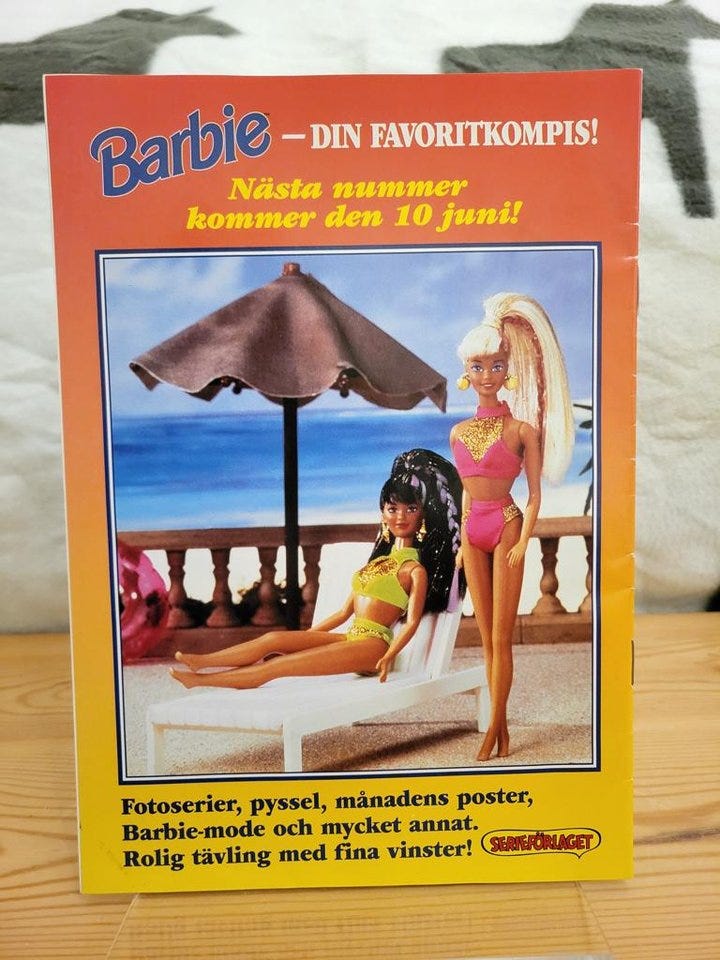 Barbie – DIN FAVORITKOMPIS!
Nästa nummer
kommer den 10 juni!
Fotoserier, pyssel, månadens poster,
Barbie-mode och mycket annat.
Rolig tävling med fina vinster!
SERIEFÖRLAGET